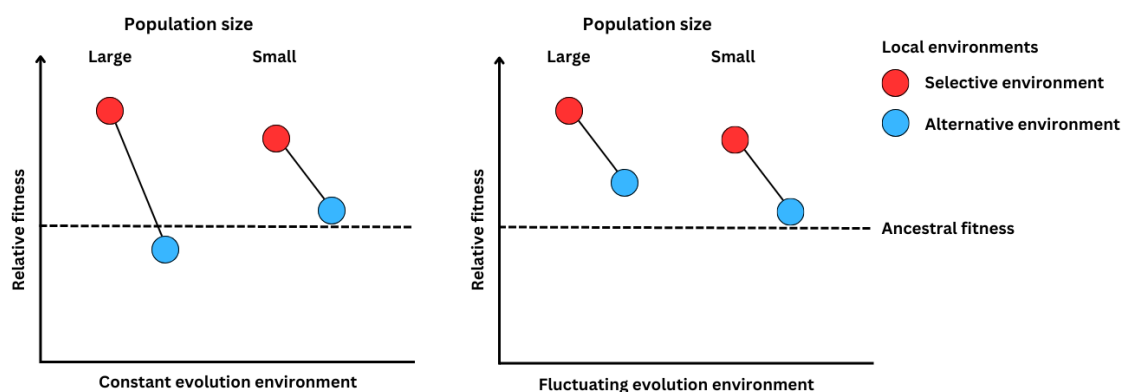 Population size
Large Small
Relative fitness
Constant evolution environment
Population size
Large Small
Relative fitness
Fluctuating evolution environment
Local environments
Selective environment
Alternative environment
Ancestral fitness